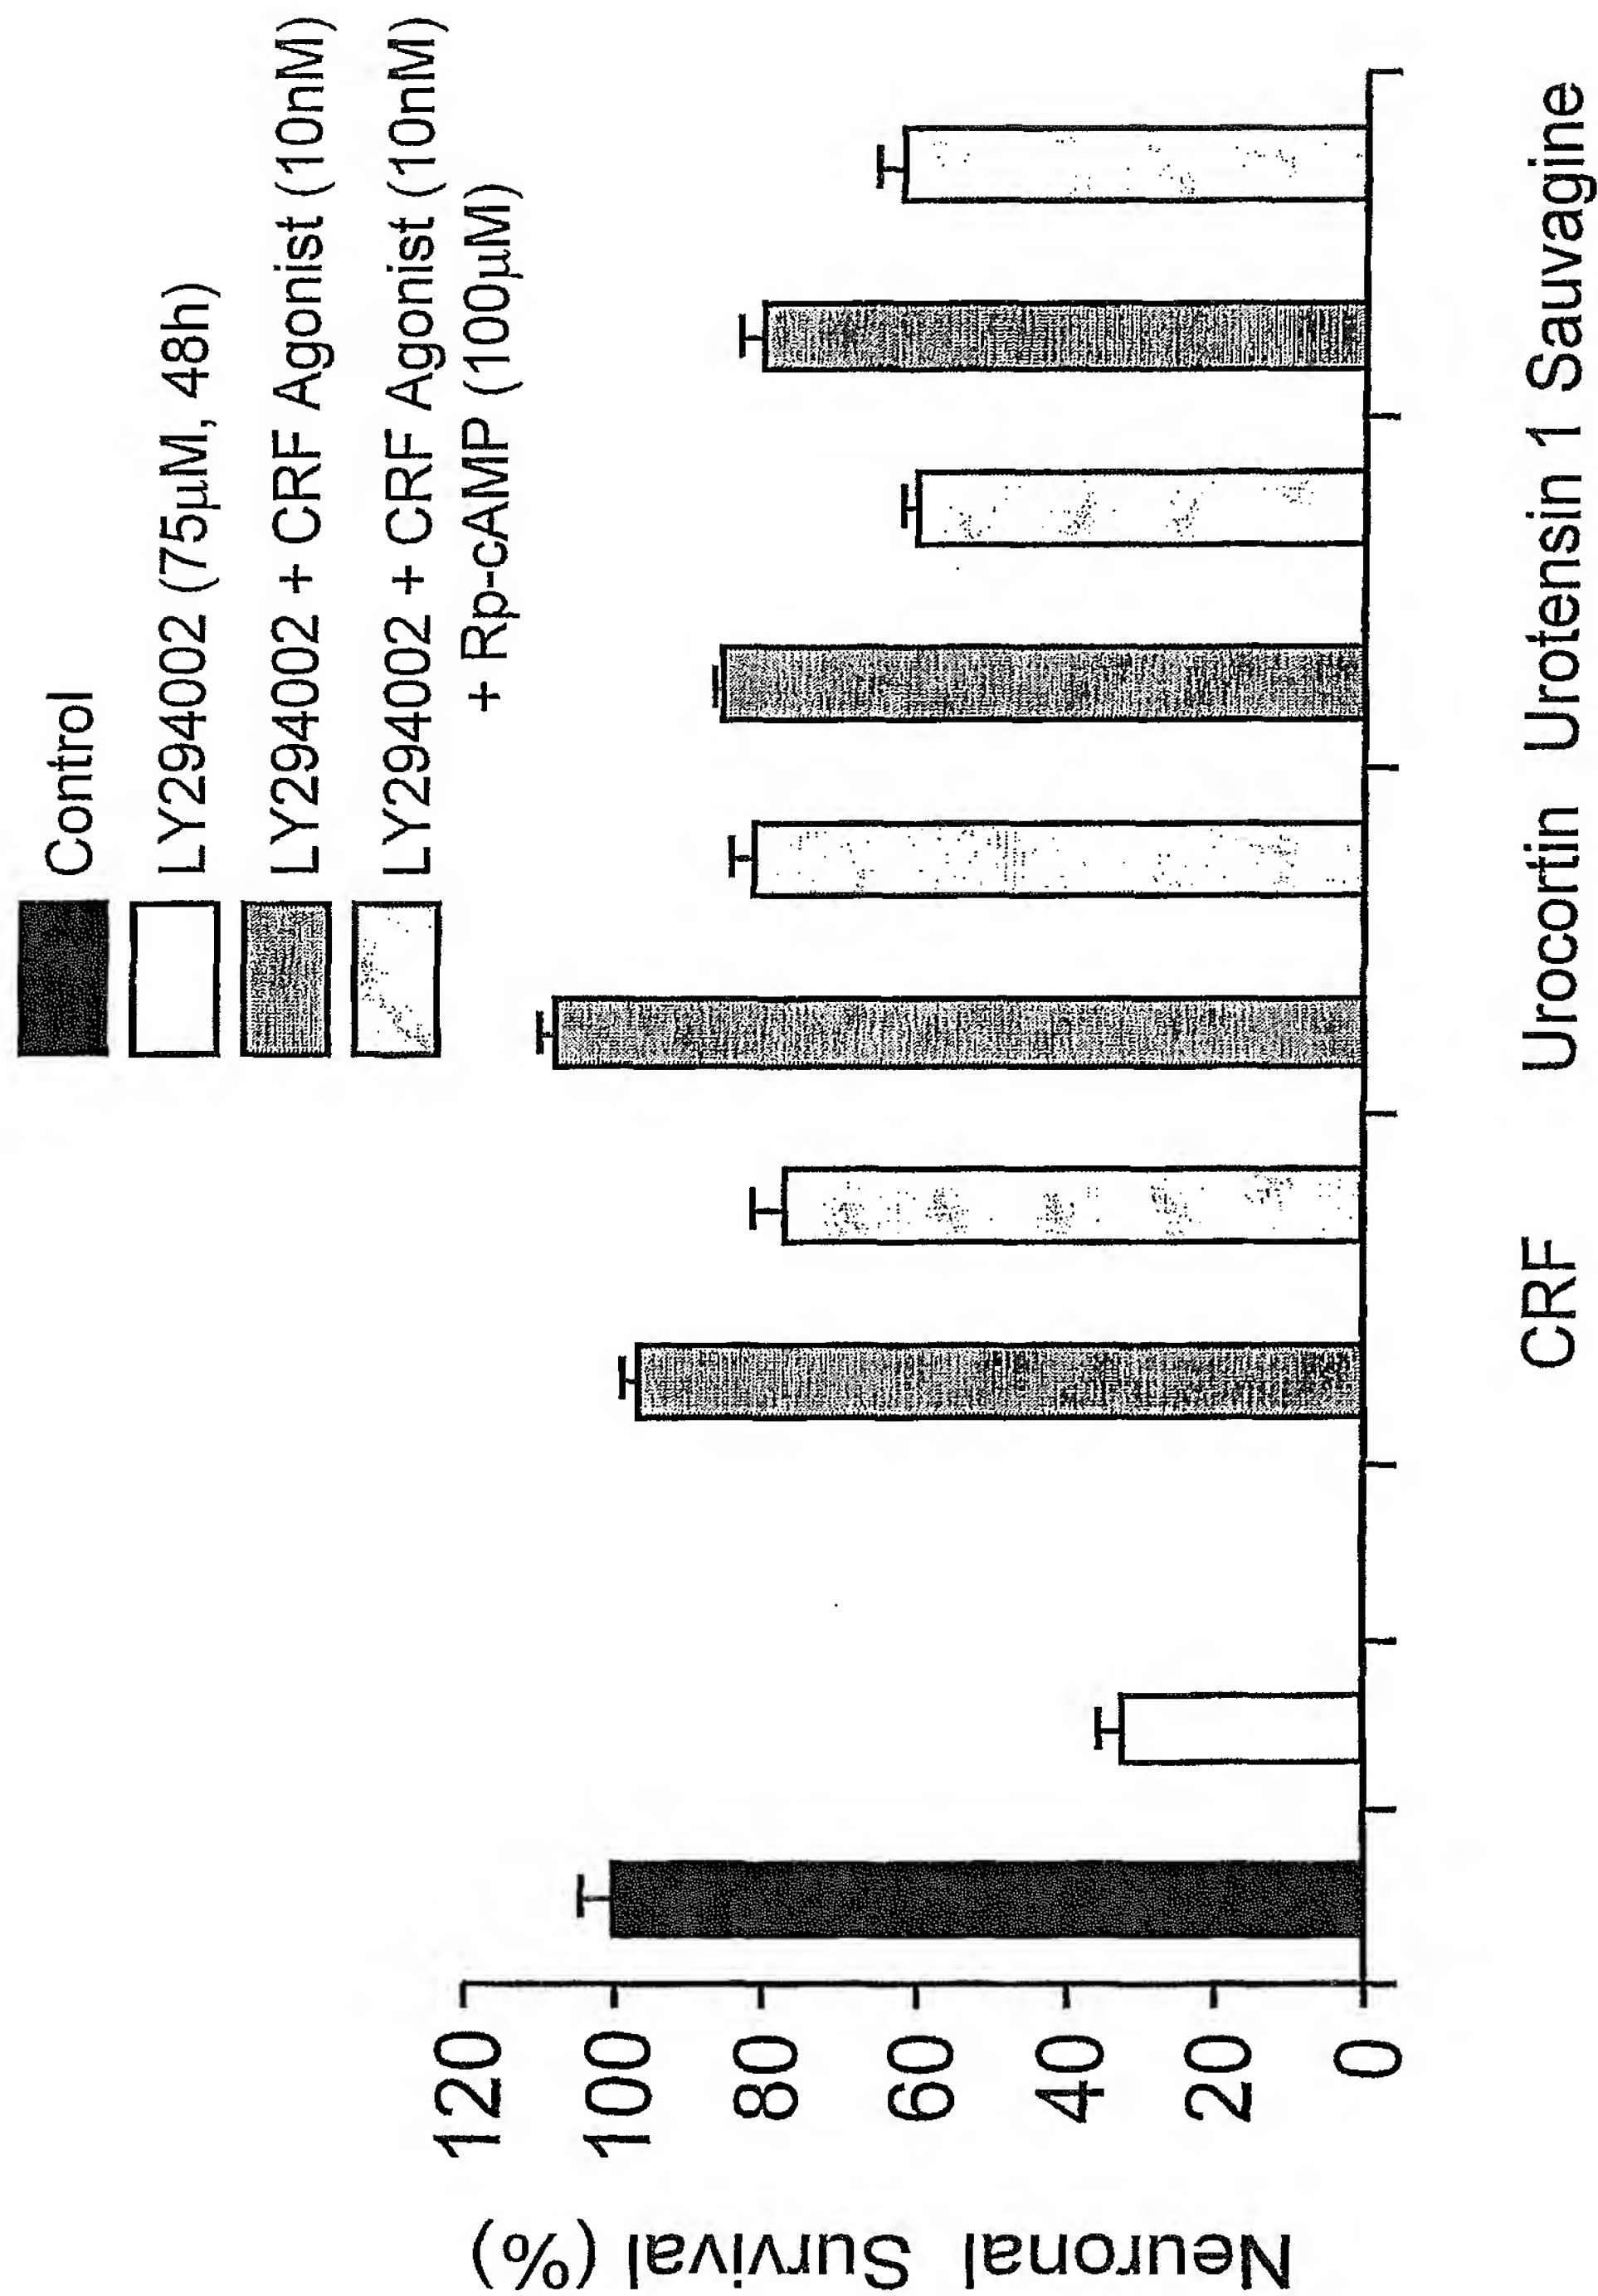 Control
LY294002 (75μM, 48h)
LY294002 + CRF Agonist (10nM)
LY294002 + CRF Agonist (10nM)
+ Rp-cAMP (100μM)
Neuronal Survival (%)
120
100
80
60
40
20
0
CRF Urocortin Urotensin 1 Sauvagine